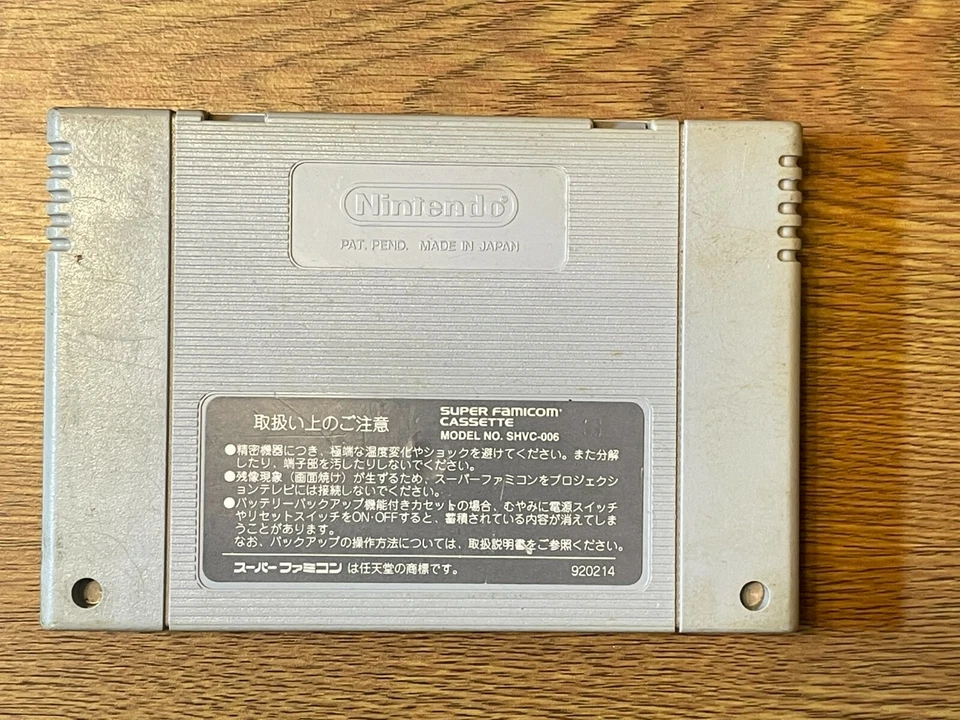 Nintendo®
PAT. PEND. MADE IN JAPAN
取扱い上のご注意
SUPER FAMICOM
CASSETTE
MODEL NO. SHVC-006
●精密機器につき、極端な温度変化やショックを避けてください。また分解
したり、端子部を汚したりしないでください。
●残像現象（画面焼け）が生ずるため、スーパーファミコンをプロジェクシ
ョンテレビには接続しないでください。
●バッテリーバックアップ機能付きカセットの場合、むやみに電源スイッチ
やリセットスイッチをON・OFFすると、蓄積されている内容が消えてしま
うことがあります。
なお、バックアップの操作方法については、取扱説明書をご参照ください。
スーパーファミコン は任天堂の商標です。
920214